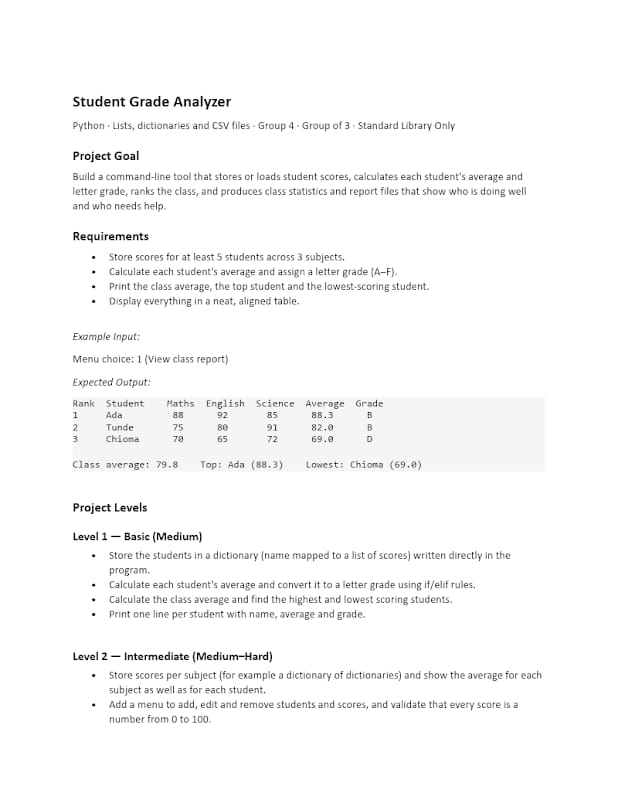 Student Grade Analyzer
Python · Lists, dictionaries and CSV files · Group 4 · Group of 3 · Standard Library Only
Project Goal
Build a command-line tool that stores or loads student scores, calculates each student's average and
letter grade, ranks the class, and produces class statistics and report files that show who is doing well
and who needs help.
Requirements
• Store scores for at least 5 students across 3 subjects.
• Calculate each student's average and assign a letter grade (A–F).
• Print the class average, the top student and the lowest-scoring student.
• Display everything in a neat, aligned table.
Example Input:
Menu choice: 1 (View class report)
Expected Output:
Rank  Student    Maths  English  Science  Average  Grade
1     Ada         88      92       85      88.3      B
2     Tunde       75      80       91      82.0      B
3     Chioma      70      65       72      69.0      D
Class average: 79.8    Top: Ada (88.3)    Lowest: Chioma (69.0)
Project Levels
Level 1 — Basic (Medium)
• Store the students in a dictionary (name mapped to a list of scores) written directly in the
program.
• Calculate each student's average and convert it to a letter grade using if/elif rules.
• Calculate the class average and find the highest and lowest scoring students.
• Print one line per student with name, average and grade.
Level 2 — Intermediate (Medium–Hard)
• Store scores per subject (for example a dictionary of dictionaries) and show the average for each
subject as well as for each student.
• Add a menu to add, edit and remove students and scores, and validate that every score is a
number from 0 to 100.